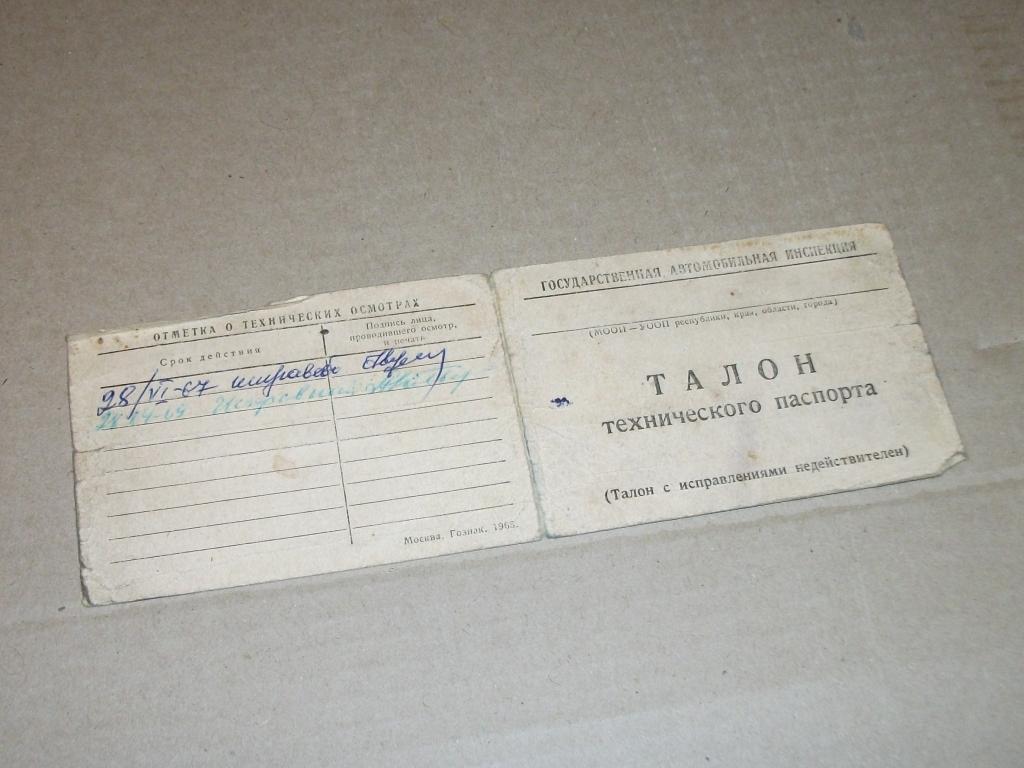 ОТМЕТКА О ТЕХНИЧЕСКИХ ОСМОТРАХ
Срок действия
Подпись лица,
проводившего осмотр,
и печать
28/VI-67 исправен
Исправный
Москва. Гознак. 1965.
ГОСУДАРСТВЕННАЯ АВТОМОБИЛЬНАЯ ИНСПЕКЦИЯ
(МООП—УООП республики, края, области, города)
ТАЛОН
технического паспорта
(Талон с исправлениями недействителен)